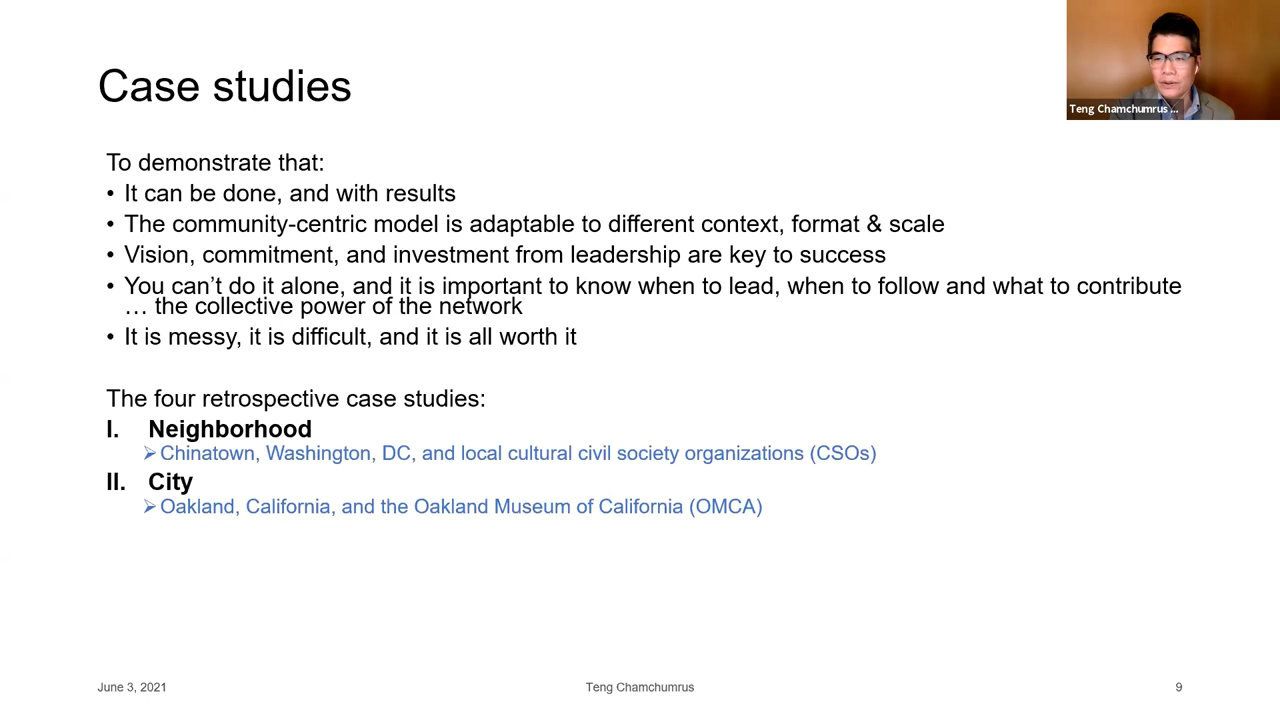 Case studies
Teng Chamchumrus ...
To demonstrate that:
• It can be done, and with results
• The community-centric model is adaptable to different context, format & scale
• Vision, commitment, and investment from leadership are key to success
• You can’t do it alone, and it is important to know when to lead, when to follow and what to contribute
… the collective power of the network
• It is messy, it is difficult, and it is all worth it
The four retrospective case studies:
I. Neighborhood
➢ Chinatown, Washington, DC, and local cultural civil society organizations (CSOs)
II. City
➢ Oakland, California, and the Oakland Museum of California (OMCA)
June 3, 2021
Teng Chamchumrus
9